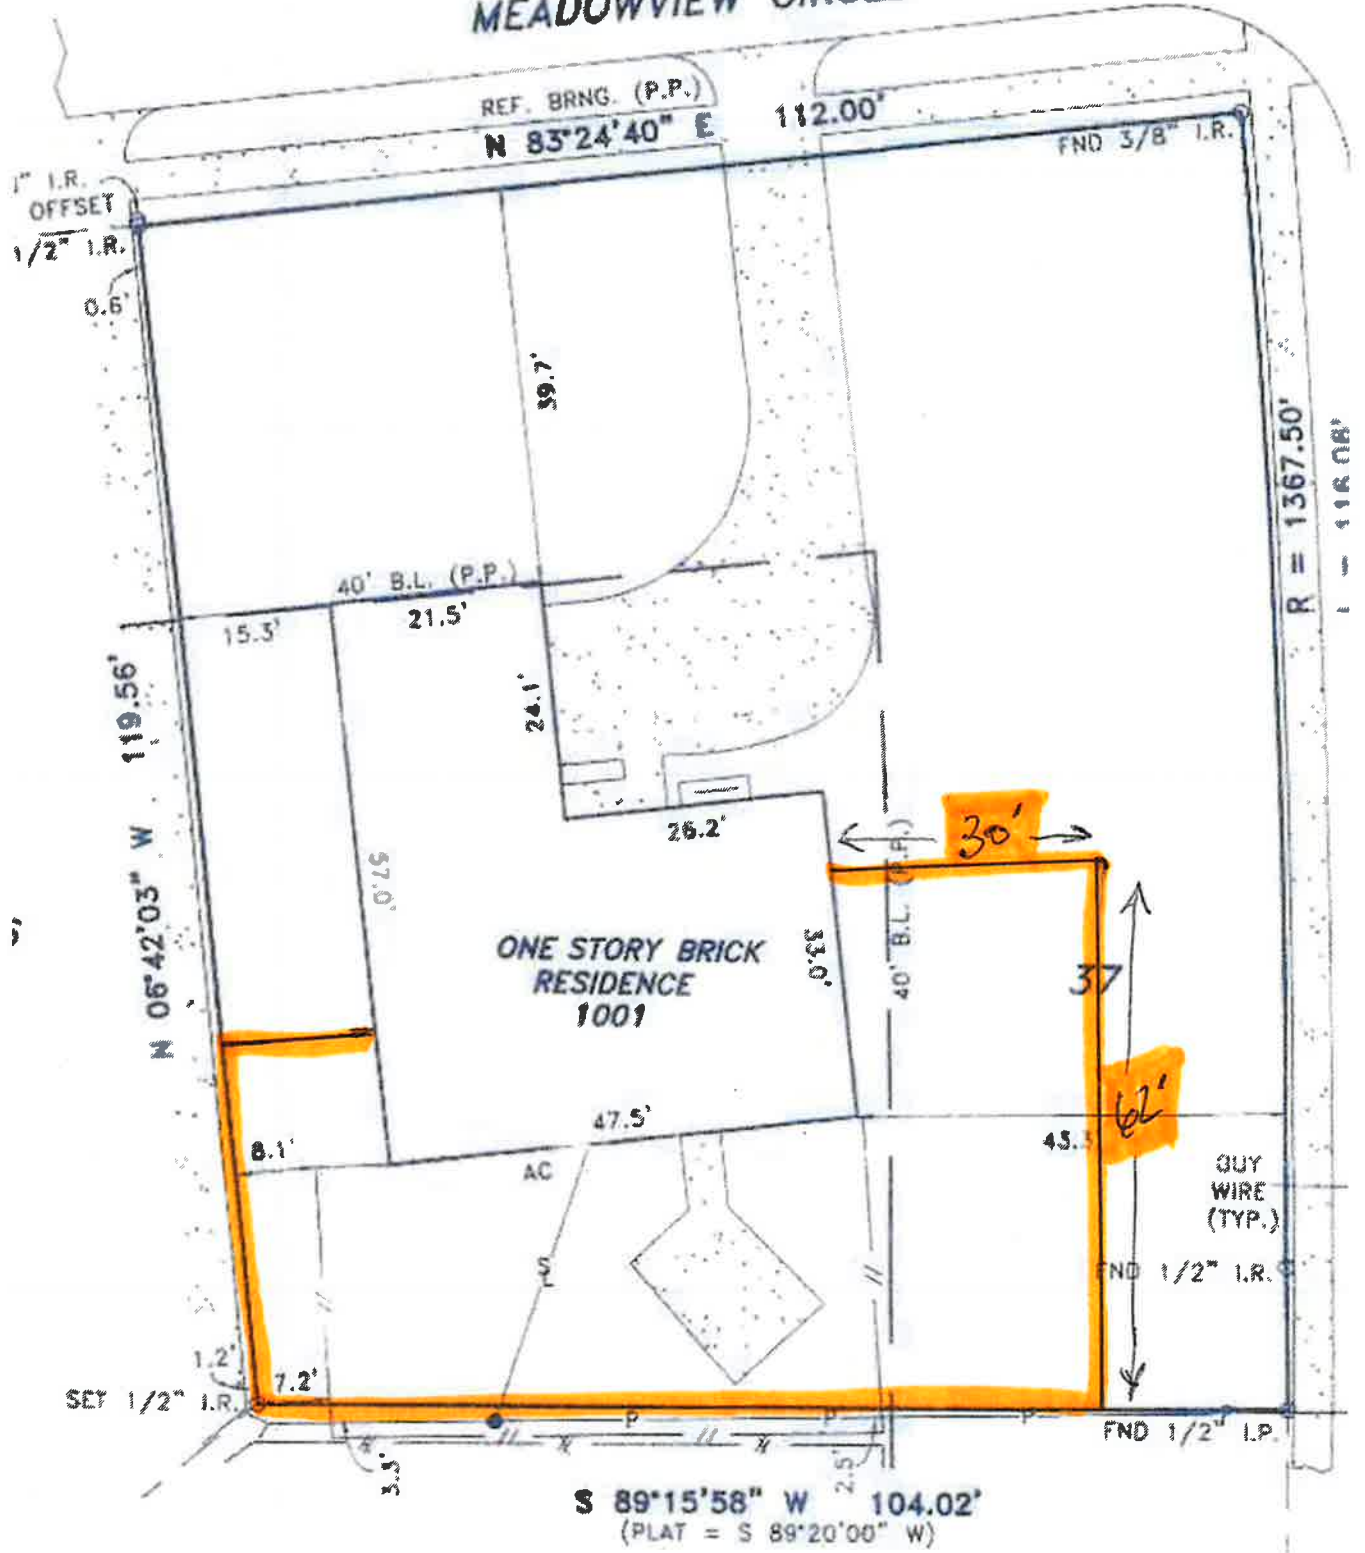 MEADOWVIEW
REF. BRNG. (P.P.)
N 83°24'40" E 112.00'
FND 3/8" I.R.
1" I.R.
OFFSET
1/2" I.R.
0.6'
R = 1367.50'
40' B.L. (P.P.)
15.3'
21.5'
24.1'
N 06°42'03" W 119.56'
26.2'
30'
57.0'
33.0'
40' B.L. (P.P.)
ONE STORY BRICK
RESIDENCE
1001
37
62'
47.5'
8.1'
AC
45.3
GUY
WIRE
(TYP.)
S
FND 1/2" I.R.
1.2'
7.2'
SET 1/2" I.R.
P P P
FND 1/2" I.P.
2.5'
S 89°15'58" W 104.02'
(PLAT = S 89°20'00" W)